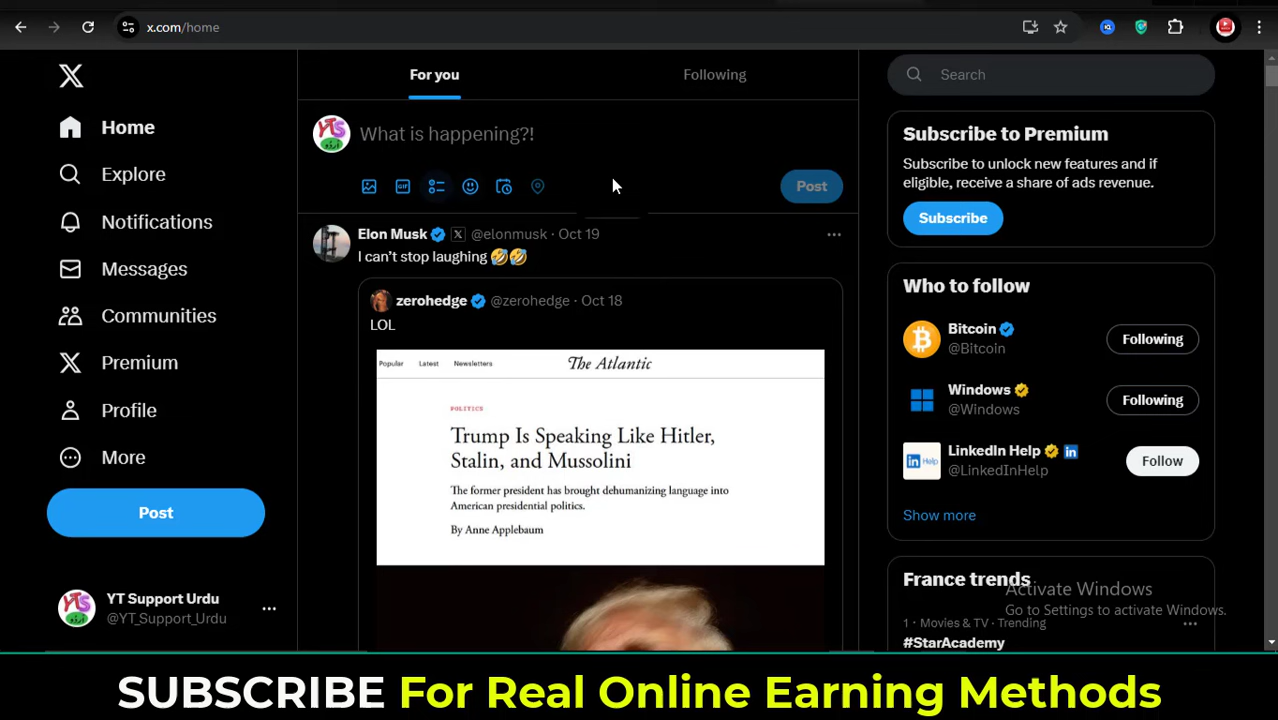 x.com/home
For you
Following
Search
Home
What is happening?!
Explore
GIF
Post
Notifications
Messages
Communities
Premium
Profile
More
Post
YT Support Urdu
@YT_Support_Urdu
Elon Musk @elonmusk · Oct 19
I can't stop laughing 🤣🤣
zerohedge @zerohedge · Oct 18
LOL
Popular Latest Newsletters The Atlantic
POLITICS
Trump Is Speaking Like Hitler,
Stalin, and Mussolini
The former president has brought dehumanizing language into
American presidential politics.
By Anne Applebaum
Subscribe to Premium
Subscribe to unlock new features and if
eligible, receive a share of ads revenue.
Subscribe
Who to follow
Bitcoin
@Bitcoin
Following
Windows
@Windows
Following
LinkedIn Help
@LinkedInHelp
Follow
Show more
France trends
1 · Movies & TV · Trending
#StarAcademy
Activate Windows
Go to Settings to activate Windows.
SUBSCRIBE For Real Online Earning Methods